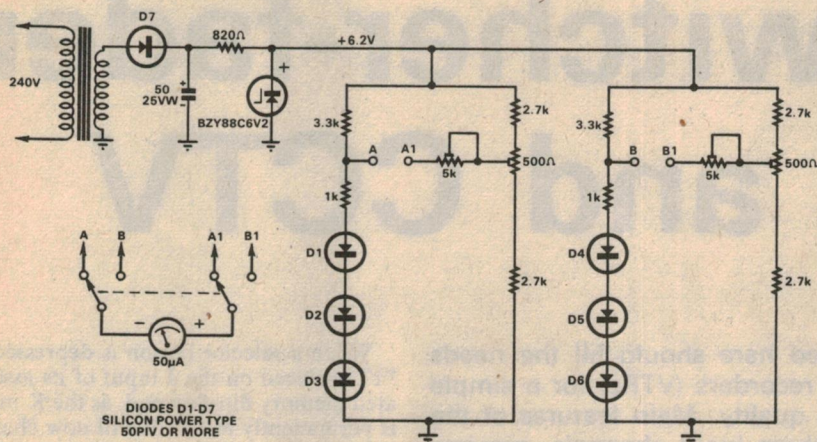 D7
820Ω
+6.2V
240V
+
50
25VW
-
+
BZY88C6V2
3.3k
2.7k
A
A1
5k
500Ω
1k
2.7k
D1
D2
D3
3.3k
2.7k
B
B1
5k
500Ω
1k
2.7k
D4
D5
D6
A
B
A1
B1
-
+
50μA
DIODES D1-D7
SILICON POWER TYPE
50PIV OR MORE